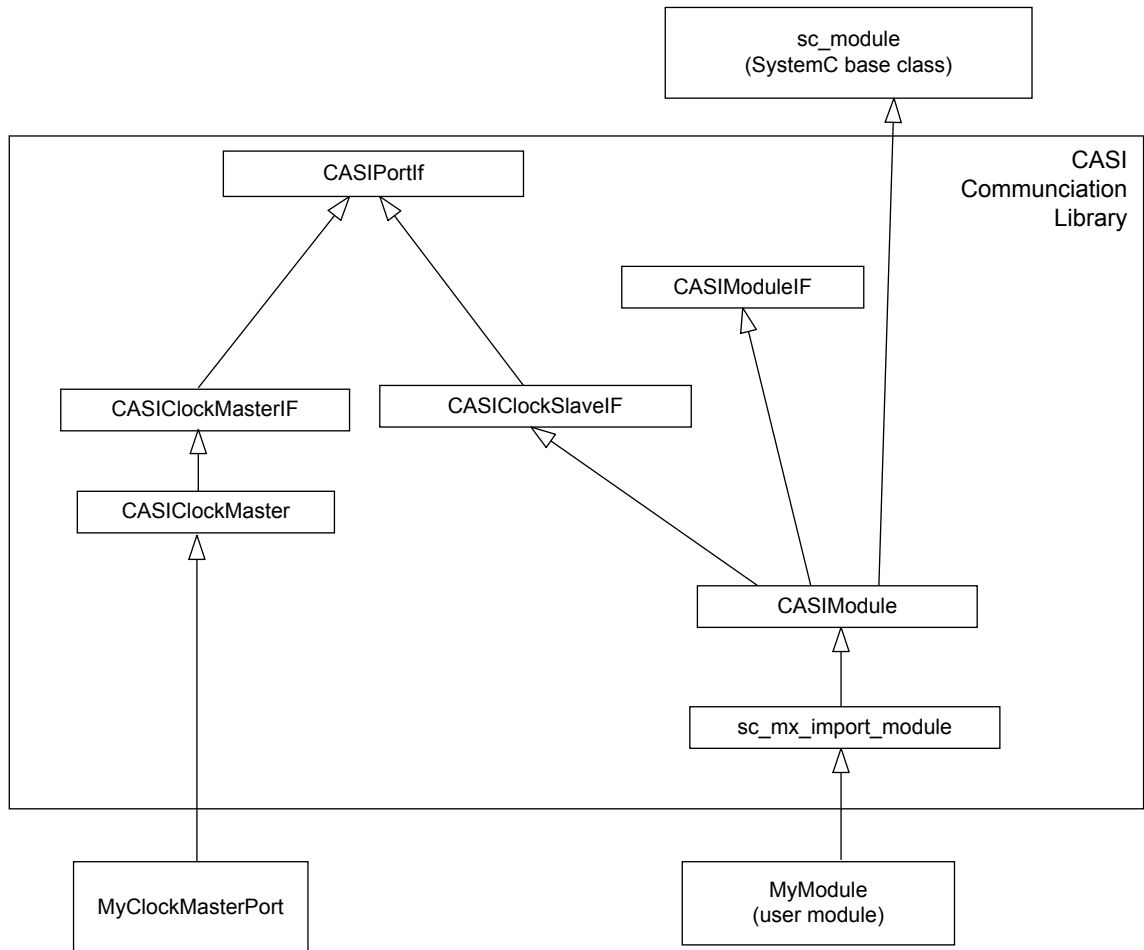 sc_module
(SystemC base class)
CASI
Communciation
Library
CASIPortIf
CASIModuleIF
CASIClockMasterIF
CASIClockSlaveIF
CASIClockMaster
CASIModule
sc_mx_import_module
MyClockMasterPort
MyModule
(user module)